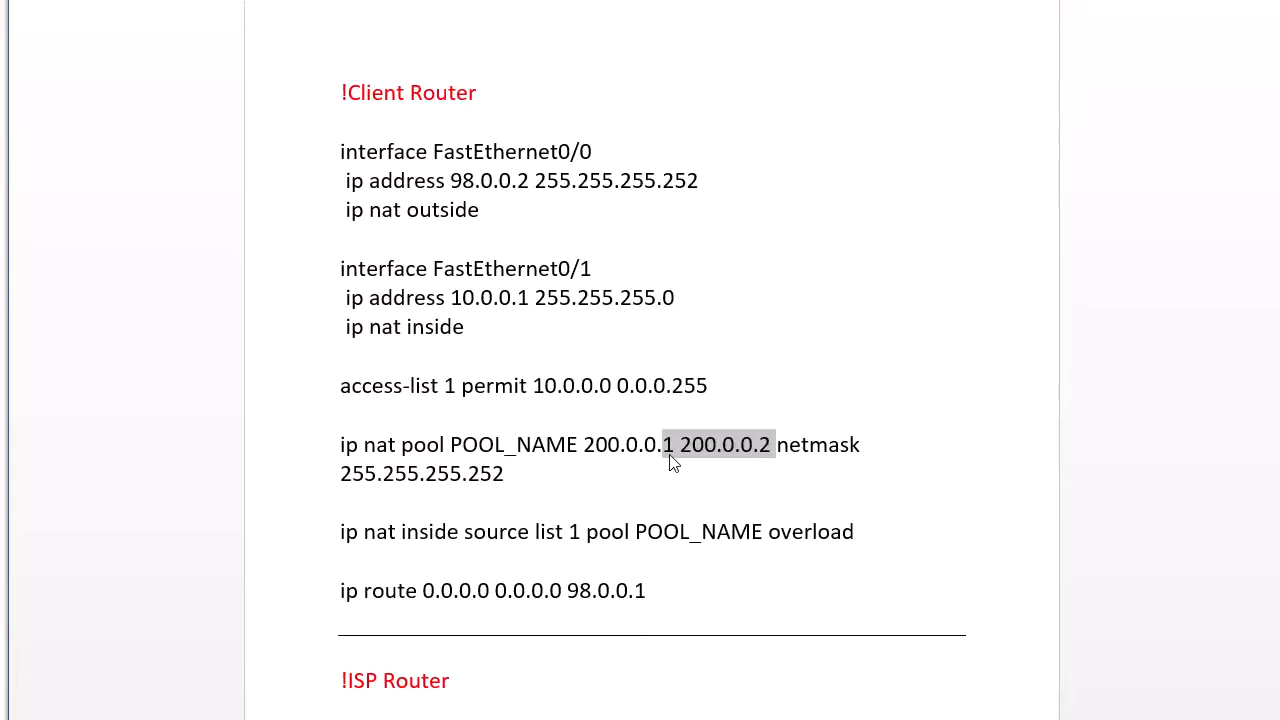 !Client Router
interface FastEthernet0/0
ip address 98.0.0.2 255.255.255.252
ip nat outside
interface FastEthernet0/1
ip address 10.0.0.1 255.255.255.0
ip nat inside
access-list 1 permit 10.0.0.0 0.0.0.255
ip nat pool POOL_NAME 200.0.0.1 200.0.0.2 netmask
255.255.255.252
ip nat inside source list 1 pool POOL_NAME overload
ip route 0.0.0.0 0.0.0.0 98.0.0.1
!ISP Router